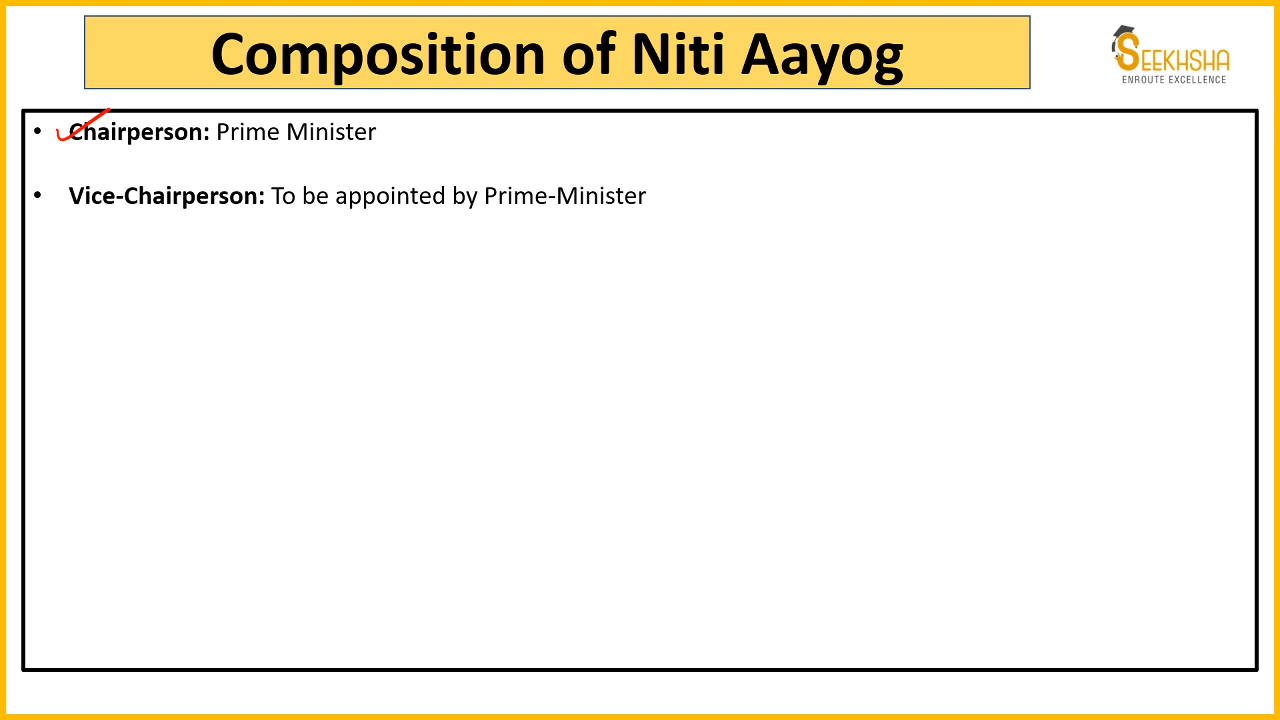 Composition of Niti Aayog
SEEKHSHA
ENROUTE EXCELLENCE
• Chairperson: Prime Minister
• Vice-Chairperson: To be appointed by Prime-Minister